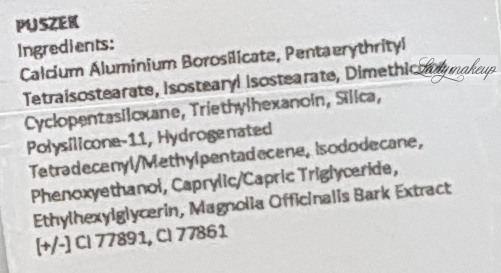 PUSZEK
Ingredients:
Calcium Aluminium Borosilicate, Pentaerythrityl
Tetraisostearate, Isostearyl Isostearate,
Ladymakeup
Cyclopentasiloxane, Triethylhexanoin, Silica,
Polysilicone-11, Hydrogenated
Tetradecenyl/Methylpentadecene, Isododecane,
Phenoxyethanol, Caprylic/Capric Triglyceride,
Ethylhexylglycerin, Magnolia Officinalis Bark Extract
[+/-] CI 77891, CI 77861